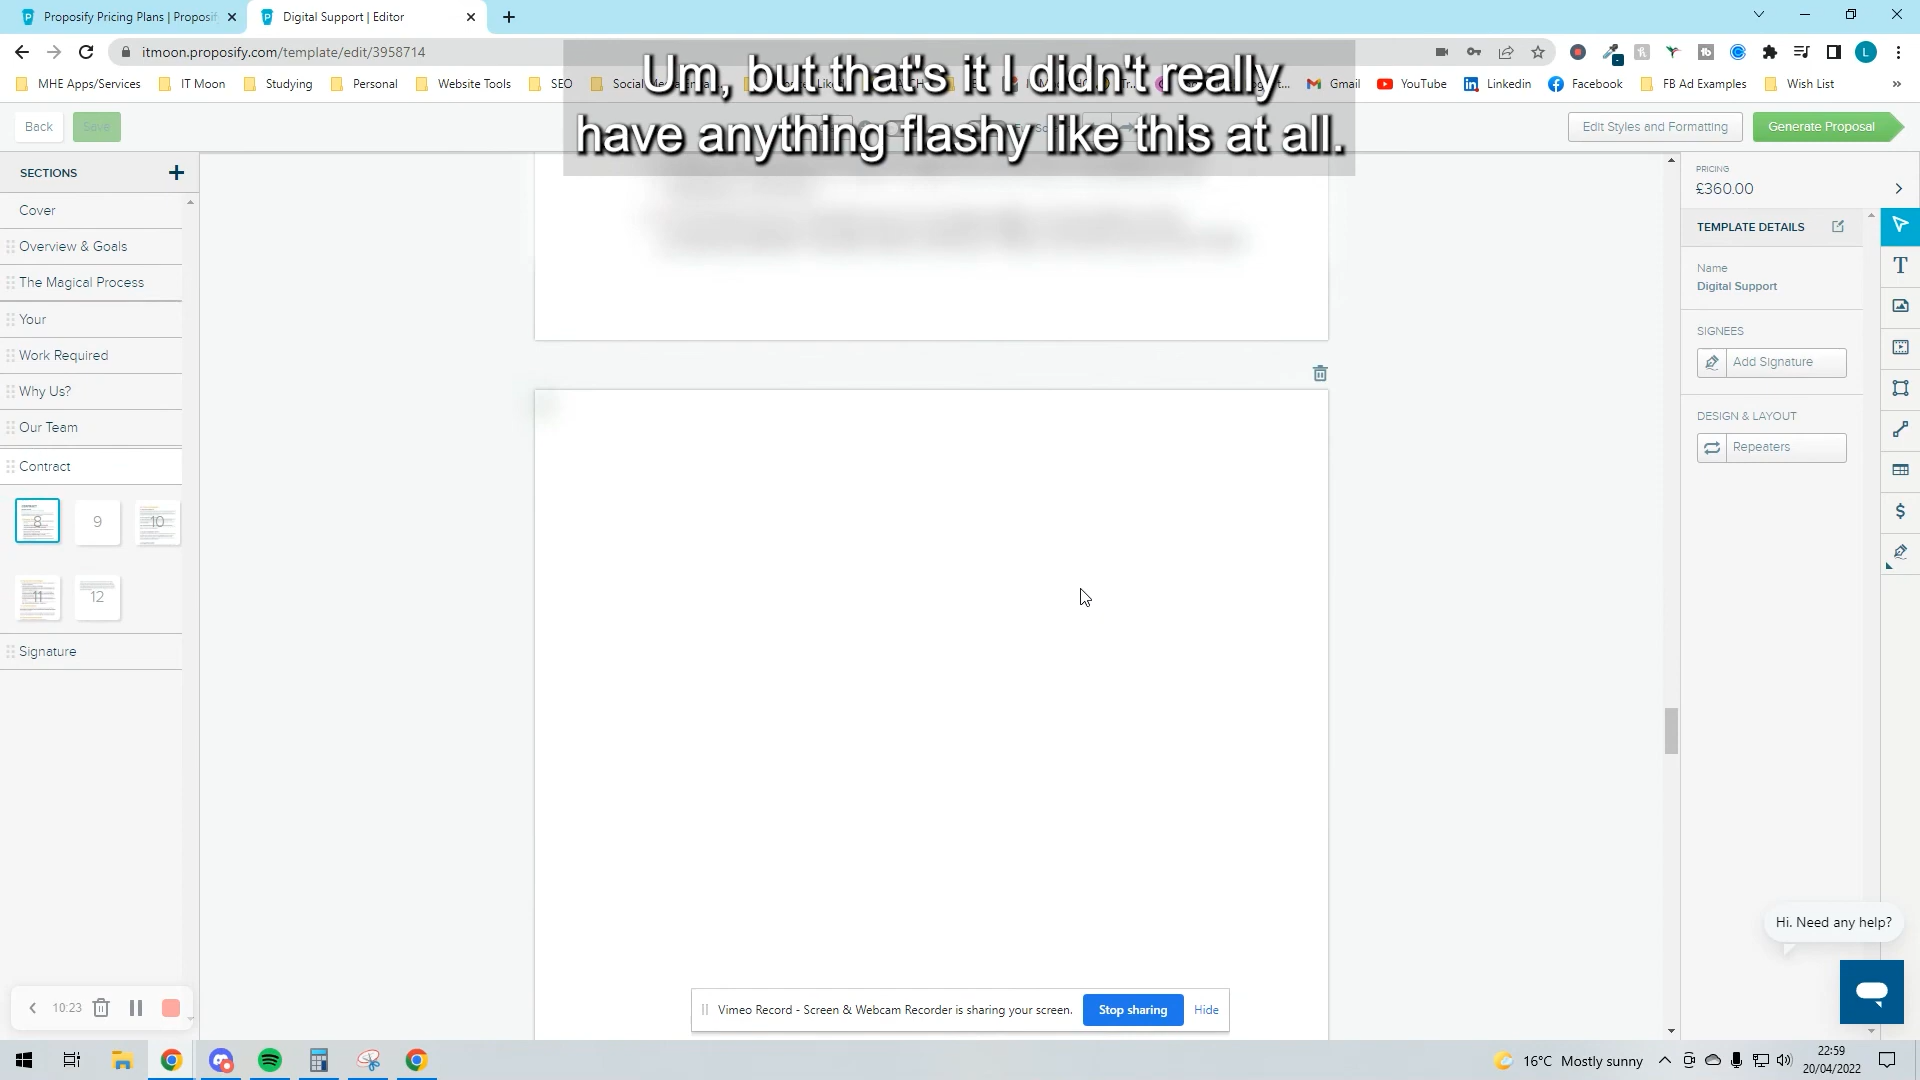 Proposify Pricing Plans | Proposif
Digital Support | Editor
itmoon.proposify.com/template/edit/3958714
L
MHE Apps/Services
IT Moon
Studying
Personal
Website Tools
SEO
Gmail
YouTube
Linkedin
Facebook
FB Ad Examples
Wish List
»
Um, but that's it I didn't really
have anything flashy like this at all.
Back
Save
Edit Styles and Formatting
Generate Proposal
SECTIONS
Cover
Overview & Goals
The Magical Process
Your
Work Required
Why Us?
Our Team
Contract
8
9
10
11
12
Signature
PRICING
£360.00
TEMPLATE DETAILS
Name
Digital Support
SIGNEES
Add Signature
DESIGN & LAYOUT
Repeaters
Hi. Need any help?
10:23
Vimeo Record - Screen & Webcam Recorder is sharing your screen.
Stop sharing
Hide
16°C Mostly sunny
22:59
20/04/2022